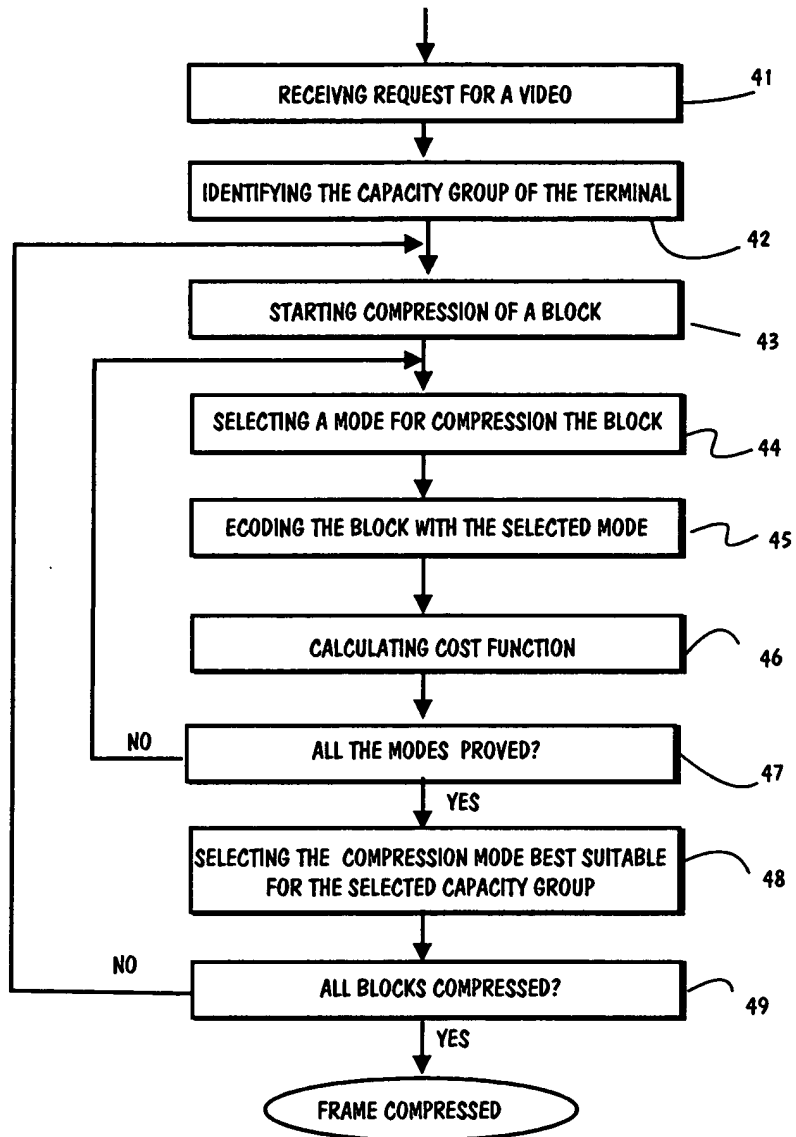 RECEIVNG REQUEST FOR A VIDEO
41
IDENTIFYING THE CAPACITY GROUP OF THE TERMINAL
42
STARTING COMPRESSION OF A BLOCK
43
SELECTING A MODE FOR COMPRESSION THE BLOCK
44
ECODING THE BLOCK WITH THE SELECTED MODE
45
CALCULATING COST FUNCTION
46
NO
ALL THE MODES PROVED?
47
YES
SELECTING THE COMPRESSION MODE BEST SUITABLE
FOR THE SELECTED CAPACITY GROUP
48
NO
ALL BLOCKS COMPRESSED?
49
YES
FRAME COMPRESSED